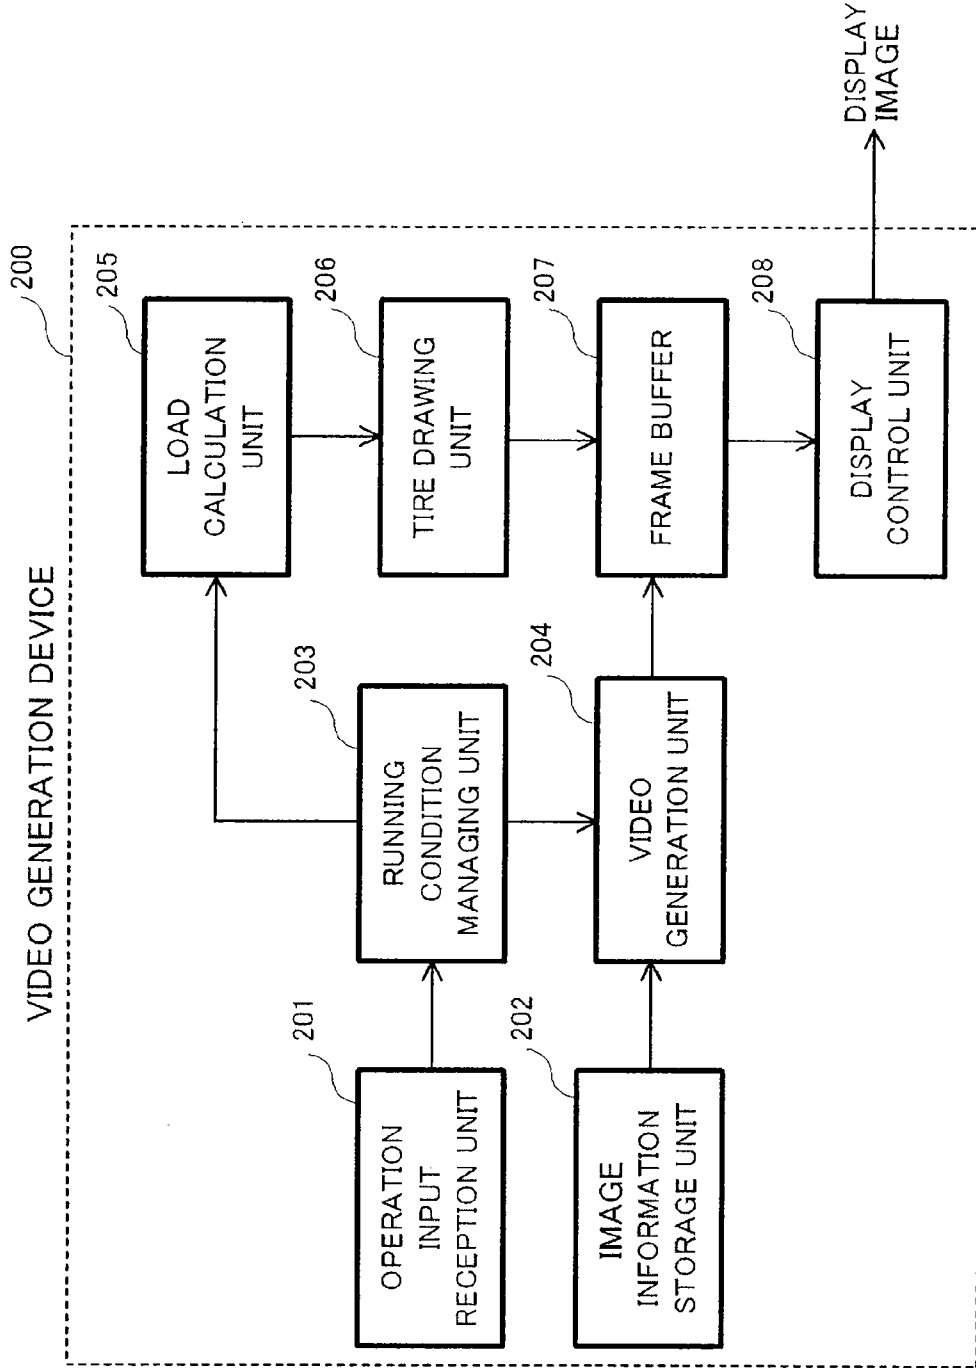 VIDEO GENERATION DEVICE
200
201
OPERATION
INPUT
RECEPTION UNIT
202
IMAGE
INFORMATION
STORAGE UNIT
203
RUNNING
CONDITION
MANAGING UNIT
204
VIDEO
GENERATION UNIT
205
LOAD
CALCULATION
UNIT
206
TIRE DRAWING
UNIT
207
FRAME BUFFER
208
DISPLAY
CONTROL UNIT
DISPLAY
IMAGE